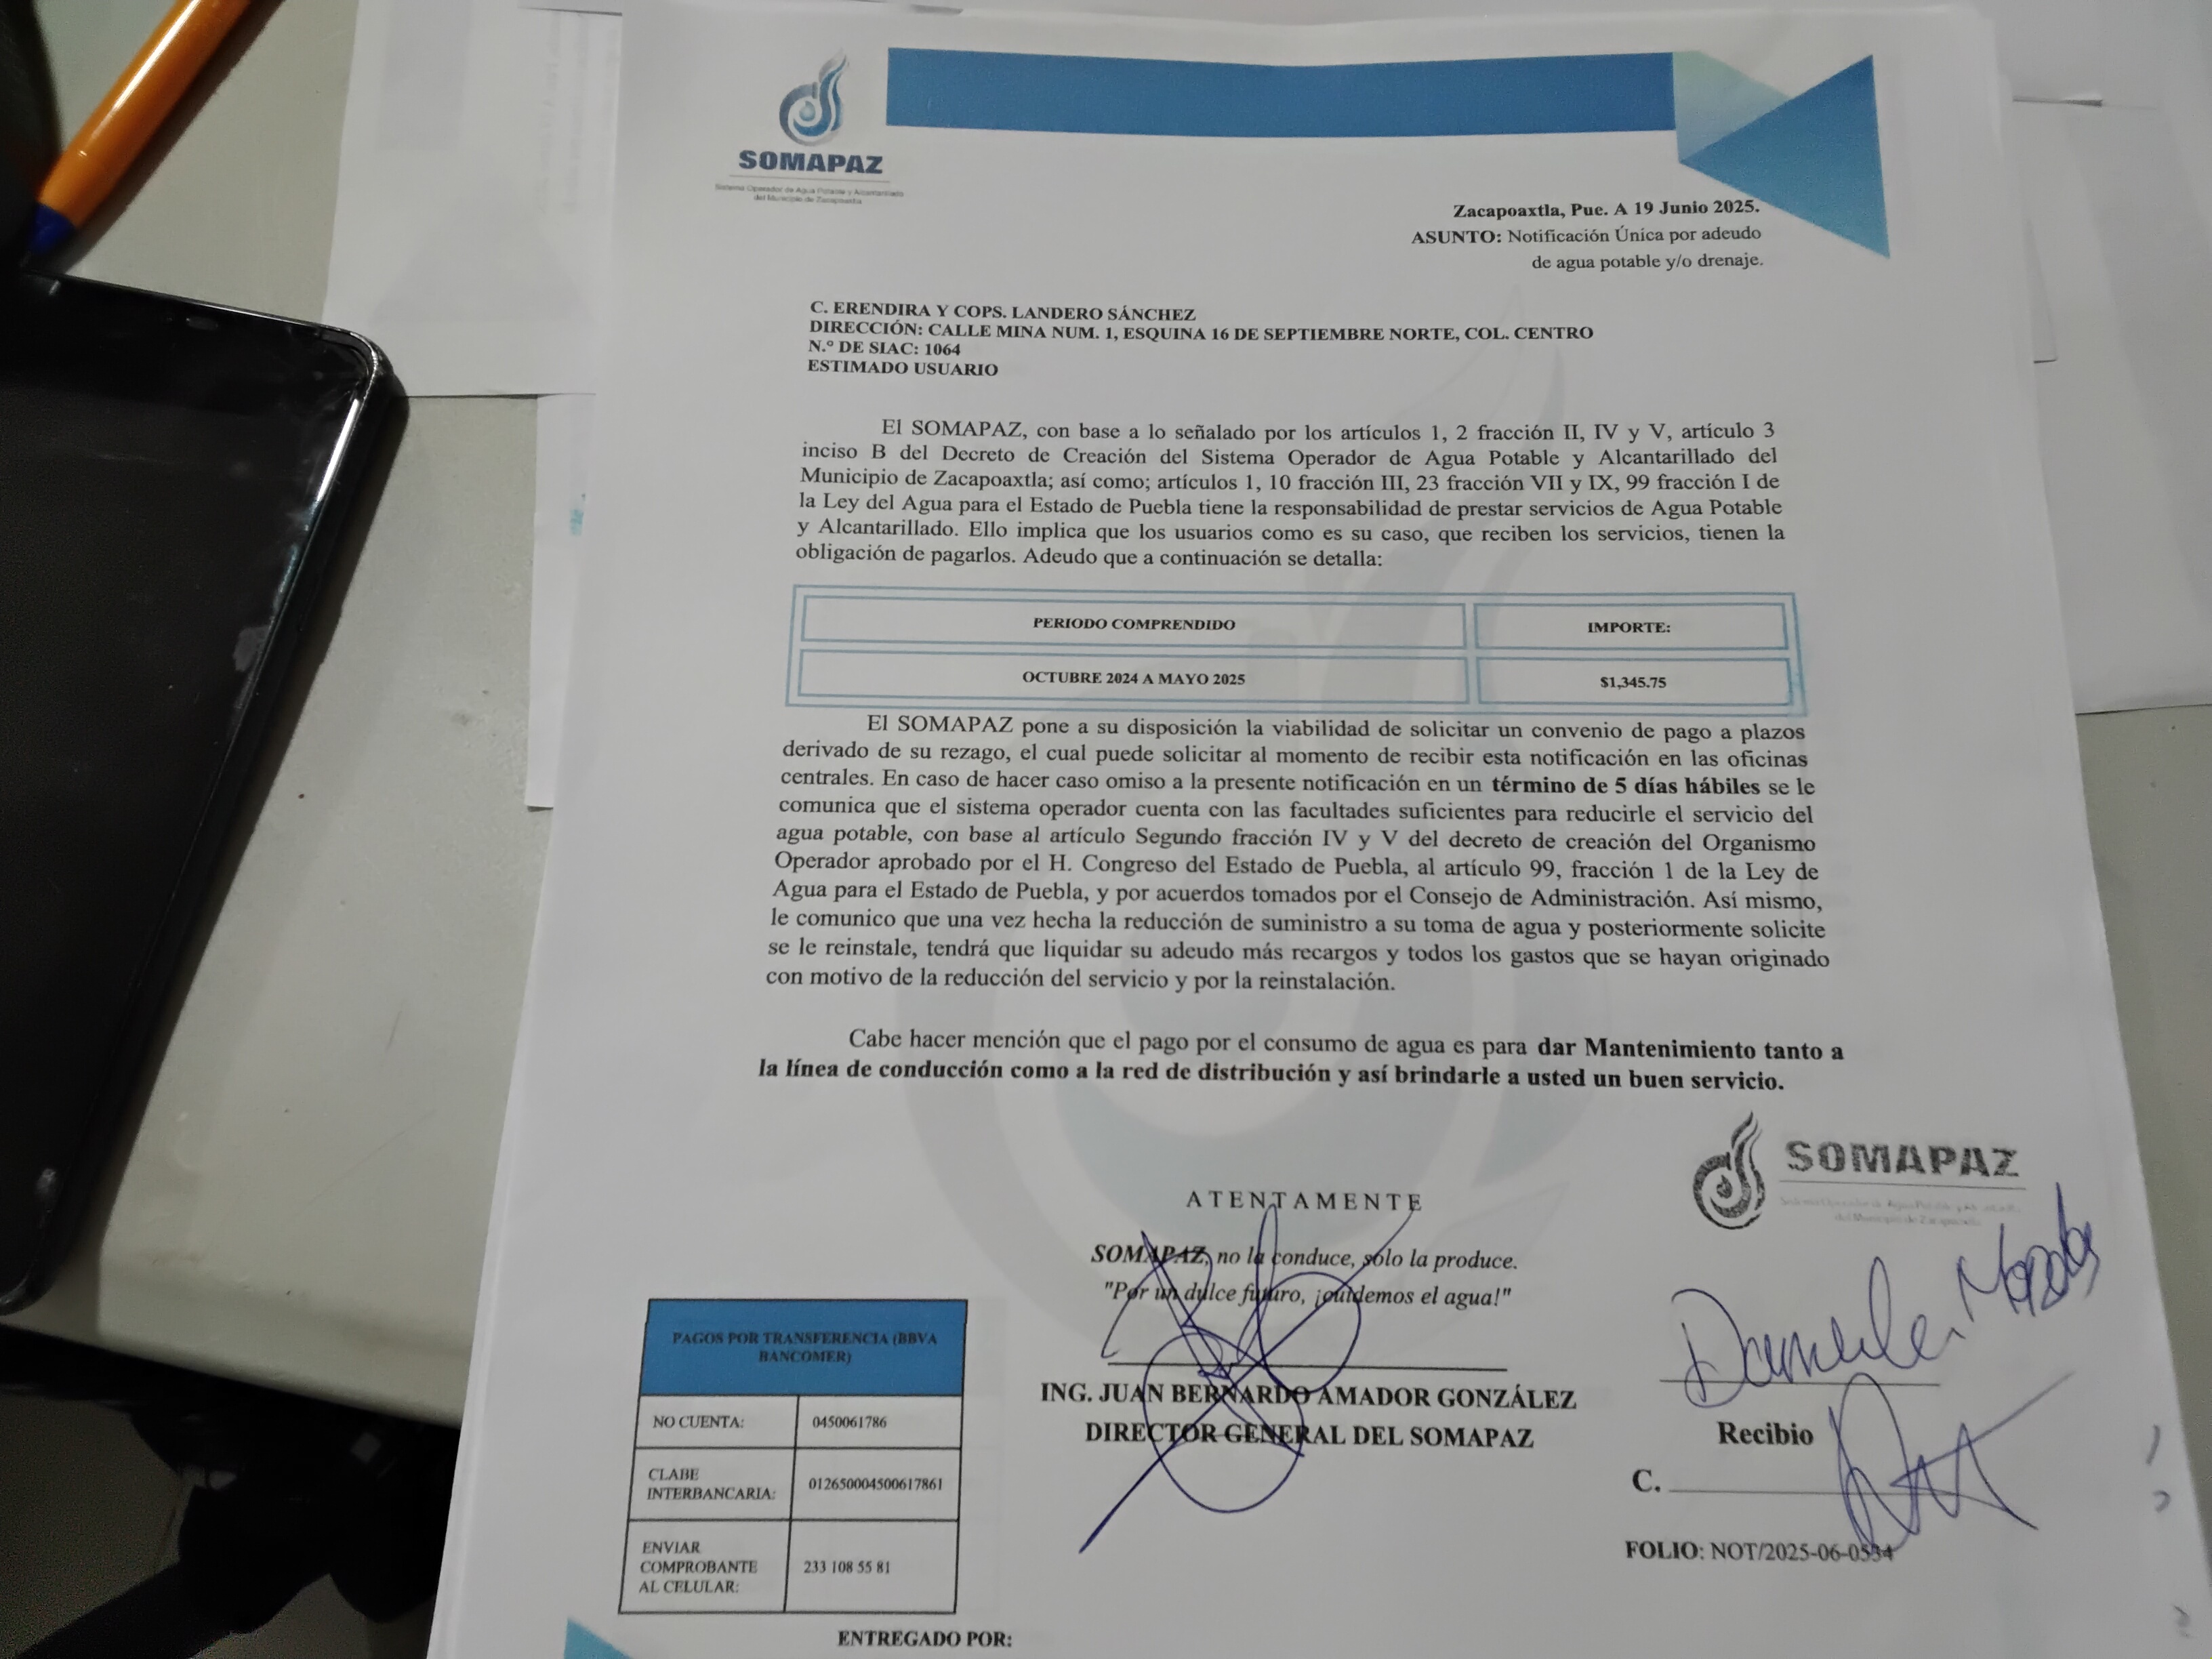 SOMAPAZ
Sistema Operador de Agua Potable y Alcantarillado
del Municipio de Zacapoaxtla
Zacapoaxtla, Pue. A 19 Junio 2025.
ASUNTO: Notificación Única por adeudo
de agua potable y/o drenaje.
C. ERENDIRA Y COPS. LANDERO SÁNCHEZ
DIRECCIÓN: CALLE MINA NUM. 1, ESQUINA 16 DE SEPTIEMBRE NORTE, COL. CENTRO
N.º DE SIAC: 1064
ESTIMADO USUARIO
El SOMAPAZ, con base a lo señalado por los artículos 1, 2 fracción II, IV y V, artículo 3
inciso B del Decreto de Creación del Sistema Operador de Agua Potable y Alcantarillado del
Municipio de Zacapoaxtla; así como; artículos 1, 10 fracción III, 23 fracción VII y IX, 99 fracción I de
la Ley del Agua para el Estado de Puebla tiene la responsabilidad de prestar servicios de Agua Potable
y Alcantarillado. Ello implica que los usuarios como es su caso, que reciben los servicios, tienen la
obligación de pagarlos. Adeudo que a continuación se detalla:
PERIODO COMPRENDIDO IMPORTE:
OCTUBRE 2024 A MAYO 2025 $1,345.75
El SOMAPAZ pone a su disposición la viabilidad de solicitar un convenio de pago a plazos
derivado de su rezago, el cual puede solicitar al momento de recibir esta notificación en las oficinas
centrales. En caso de hacer caso omiso a la presente notificación en un término de 5 días hábiles se le
comunica que el sistema operador cuenta con las facultades suficientes para reducirle el servicio del
agua potable, con base al artículo Segundo fracción IV y V del decreto de creación del Organismo
Operador aprobado por el H. Congreso del Estado de Puebla, al artículo 99, fracción 1 de la Ley de
Agua para el Estado de Puebla, y por acuerdos tomados por el Consejo de Administración. Así mismo,
le comunico que una vez hecha la reducción de suministro a su toma de agua y posteriormente solicite
se le reinstale, tendrá que liquidar su adeudo más recargos y todos los gastos que se hayan originado
con motivo de la reducción del servicio y por la reinstalación.
Cabe hacer mención que el pago por el consumo de agua es para dar Mantenimiento tanto a
la línea de conducción como a la red de distribución y así brindarle a usted un buen servicio.
SOMAPAZ
Sistema Operador de Agua Potable y Alcantarillado
del Municipio de Zacapoaxtla
ATENTAMENTE
SOMAPAZ, no la conduce, sólo la produce.
"Por un dulce futuro, ¡cuidemos el agua!"
ING. JUAN BERNARDO AMADOR GONZÁLEZ
DIRECTOR GENERAL DEL SOMAPAZ
Recibio
C.
FOLIO: NOT/2025-06-0534
PAGOS POR TRANSFERENCIA (BBVA
BANCOMER)
NO CUENTA: 0450061786
CLABE
INTERBANCARIA: 012650004500617861
ENVIAR
COMPROBANTE
AL CELULAR: 233 108 55 81
ENTREGADO POR: